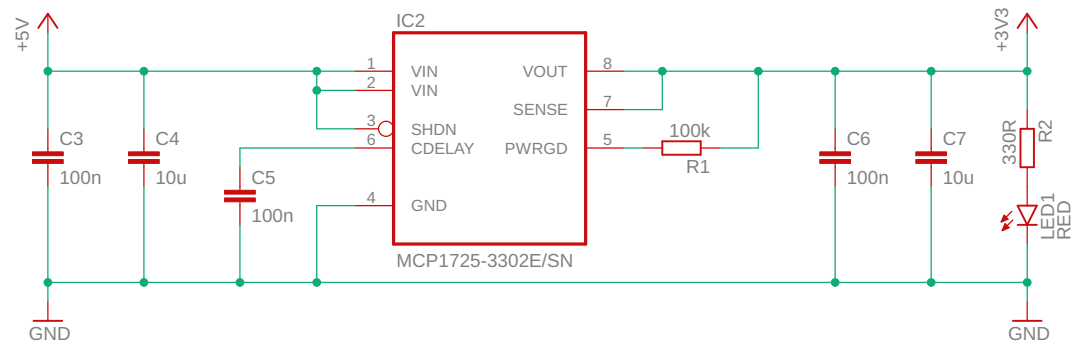 +5V
IC2
+3V3
1 VIN
2 VIN
3 SHDN
6 CDELAY
4 GND
VOUT 8
SENSE 7
PWRGD 5
MCP1725-3302E/SN
C3
100n
C4
10u
C5
100n
100k
R1
C6
100n
C7
10u
330R
R2
LED1
RED
GND
GND